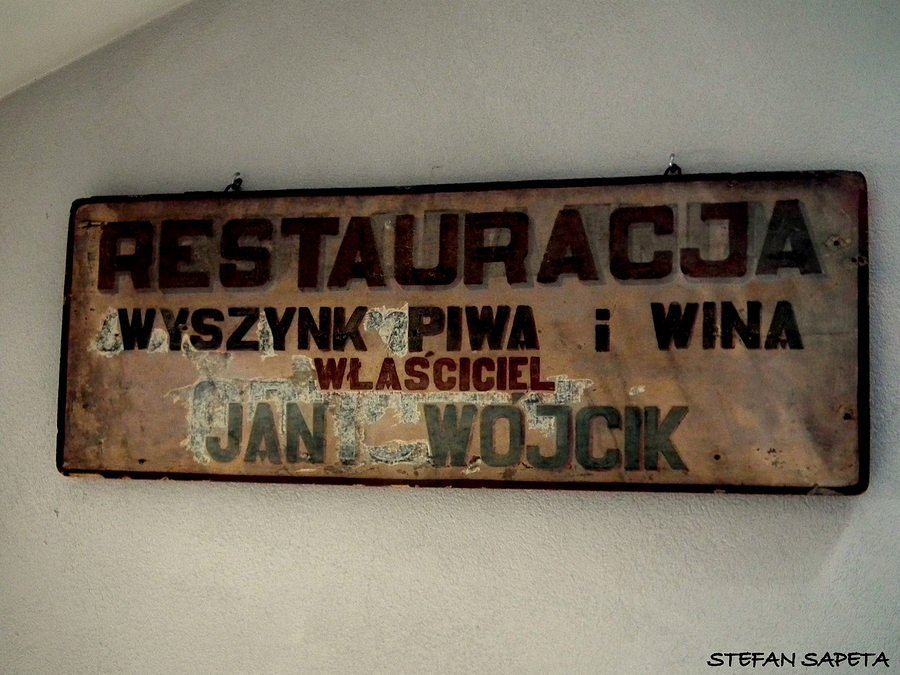 RESTAURACJA
WYSZYNK PIWA i WINA
WŁAŚCICIEL
JAN WÓJCIK
STEFAN SAPETA